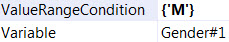 ValueRangeCondition {'M'}
Variable Gender#1